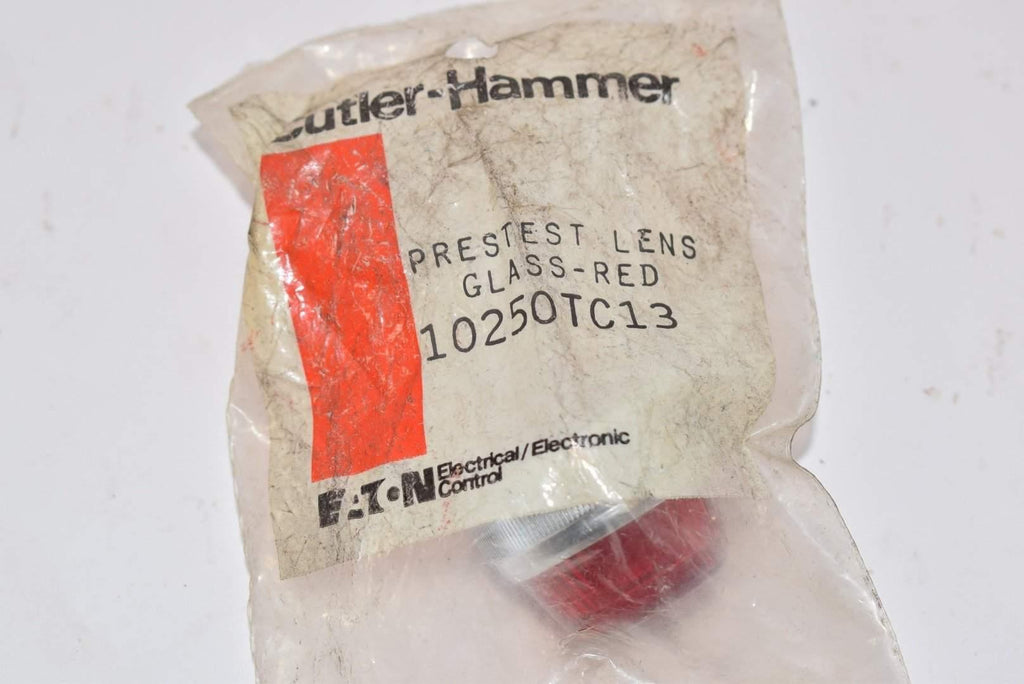 Cutler-Hammer
PRESTEST LENS
GLASS-RED
10250TC13
EATON Electrical/Electronic
Control